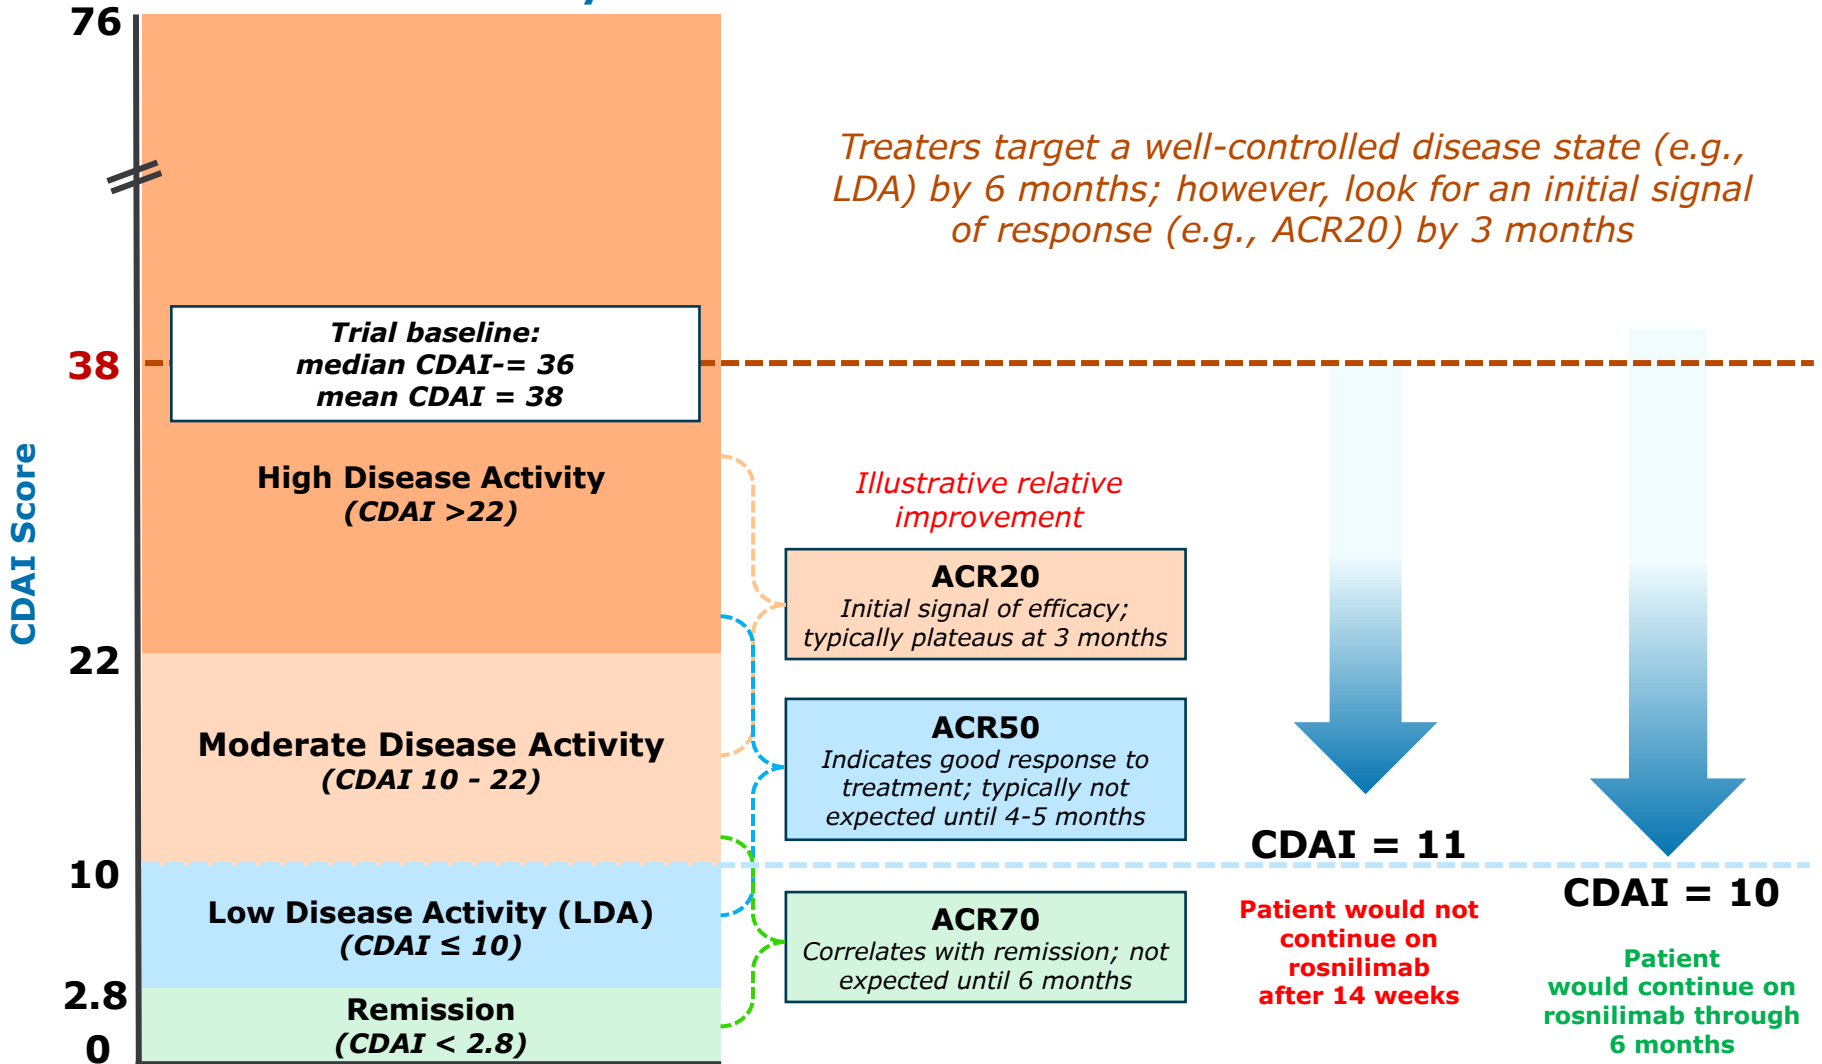 76
Treaters target a well-controlled disease state (e.g.,
LDA) by 6 months; however, look for an initial signal
of response (e.g., ACR20) by 3 months
Trial baseline:
median CDAI-= 36
mean CDAI = 38
38
CDAI Score
High Disease Activity
(CDAI >22)
Illustrative relative
improvement
ACR20
Initial signal of efficacy;
typically plateaus at 3 months
22
Moderate Disease Activity
(CDAI 10 - 22)
ACR50
Indicates good response to
treatment; typically not
expected until 4-5 months
CDAI = 11
10
CDAI = 10
Low Disease Activity (LDA)
(CDAI ≤ 10)
ACR70
Correlates with remission; not
expected until 6 months
Patient would not
continue on
rosnilimab
after 14 weeks
Patient
would continue on
rosnilimab through
6 months
2.8
Remission
(CDAI < 2.8)
0